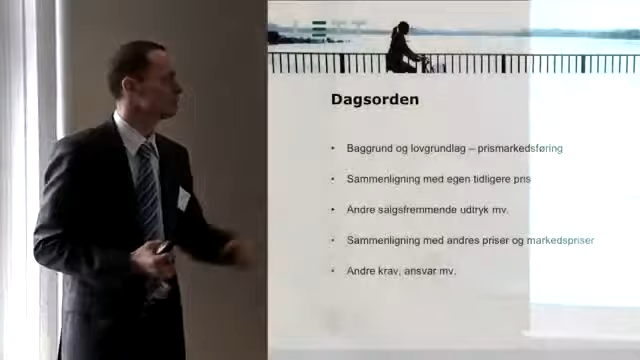 LETT
Dagsorden
• Baggrund og lovgrundlag – prismarkedsføring
• Sammenligning med egen tidligere pris
• Andre salgsfremmende udtryk mv.
• Sammenligning med andres priser og markedspriser
• Andre krav, ansvar mv.